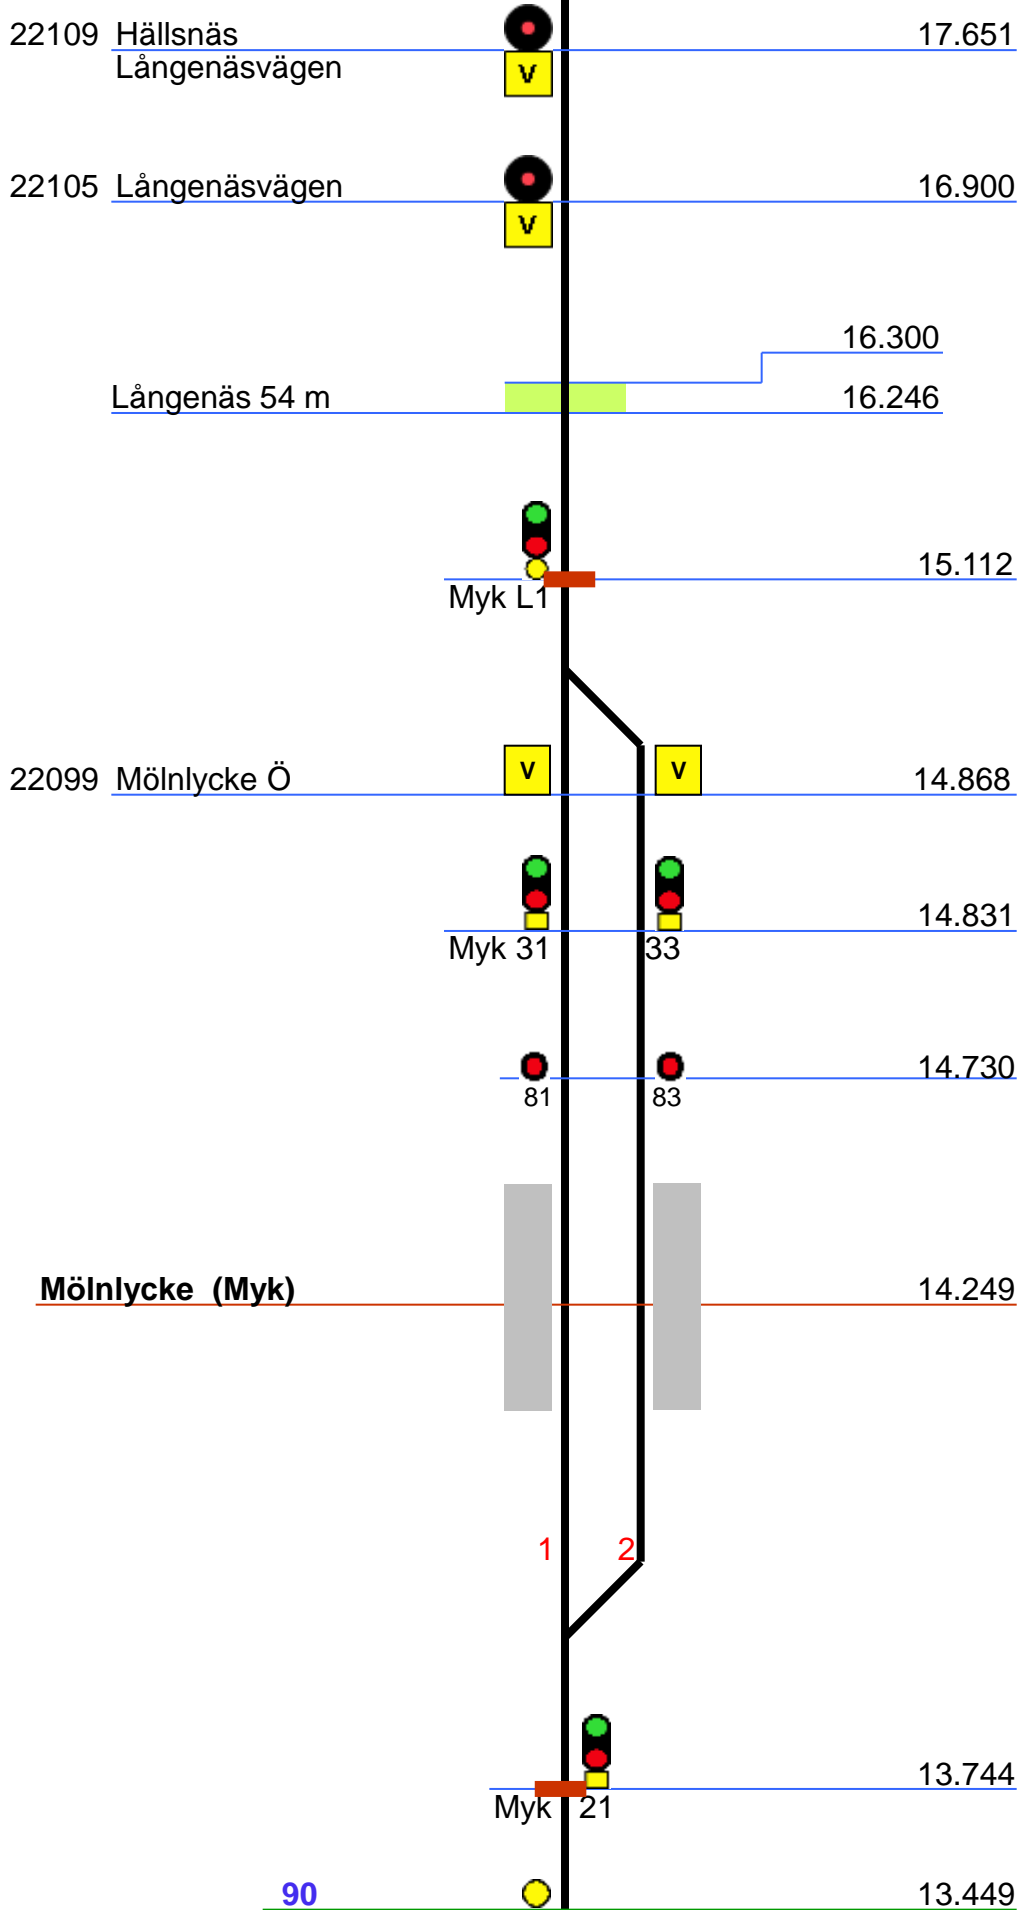 22109 Hällsnäs 17.651
Långenäsvägen
V
22105 Långenäsvägen 16.900
V
16.300
Långenäs 54 m 16.246
15.112
Myk L1
V V
22099 Mölnlycke Ö 14.868
14.831
Myk 31 33
14.730
81 83
Mölnlycke (Myk) 14.249
1 2
13.744
Myk 21
90 13.449